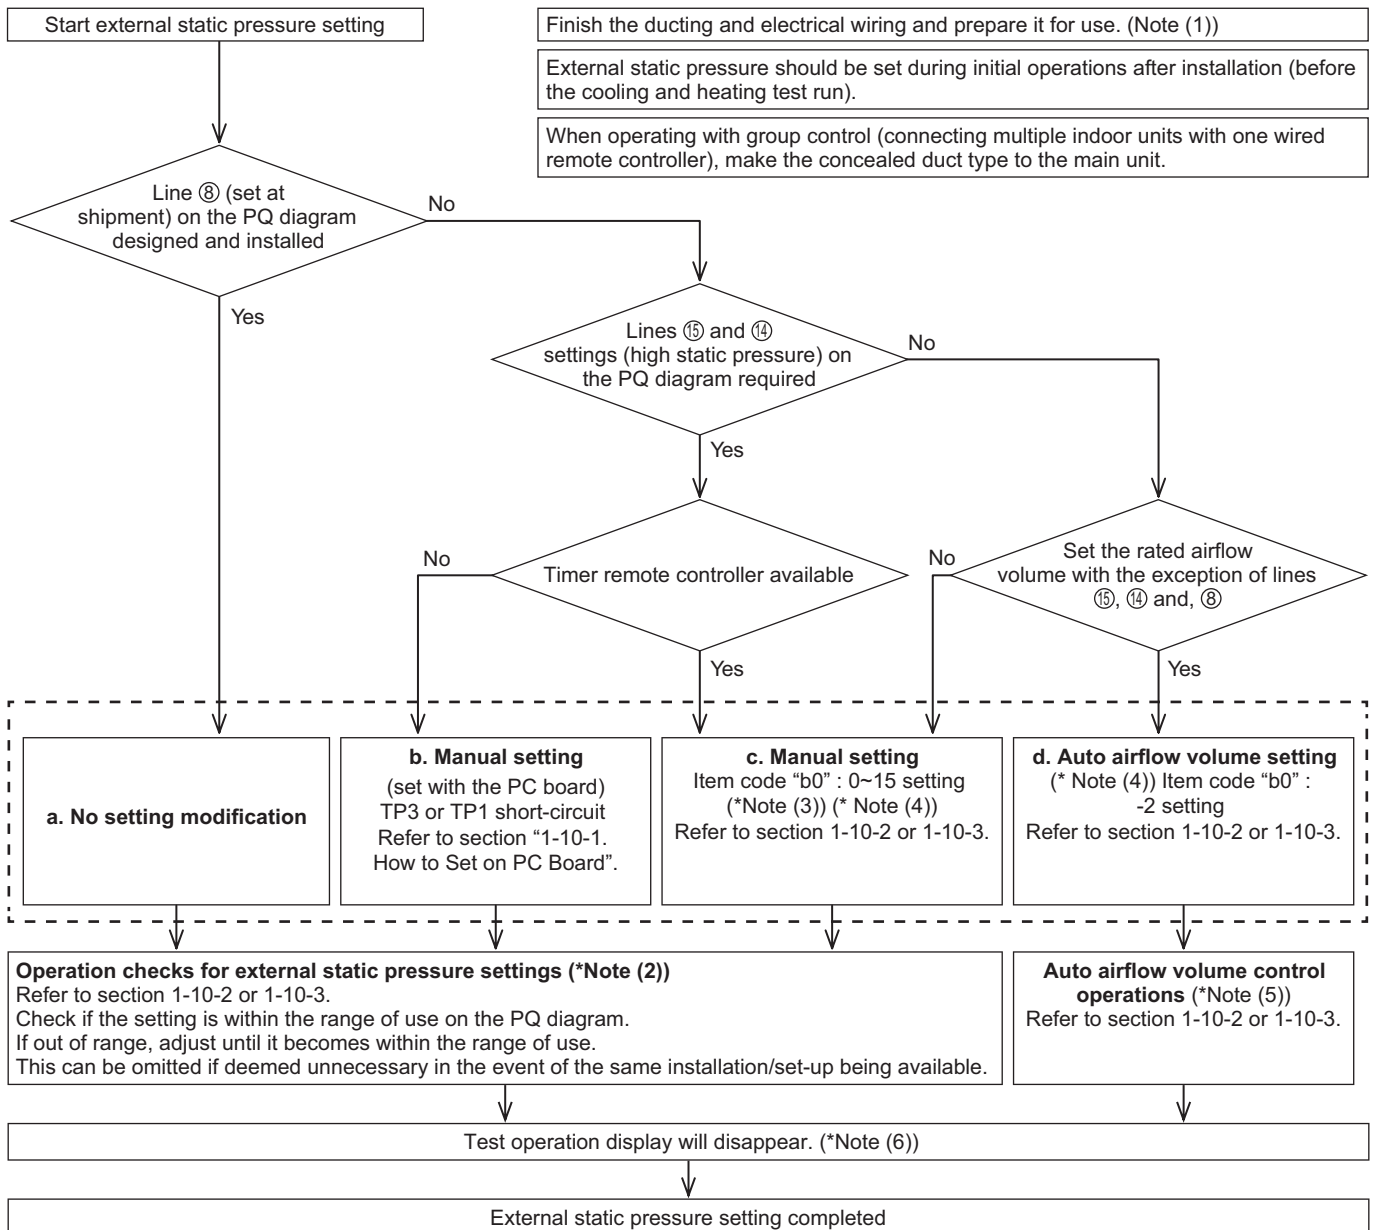 Start external static pressure setting
Finish the ducting and electrical wiring and prepare it for use. (Note (1))
External static pressure should be set during initial operations after installation (before
the cooling and heating test run).
When operating with group control (connecting multiple indoor units with one wired
remote controller), make the concealed duct type to the main unit.
Line ⑧ (set at
shipment) on the PQ diagram
designed and installed
No
Yes
Lines ⑮ and ⑭
settings (high static pressure) on
the PQ diagram required
No
Yes
Timer remote controller available
No
Yes
Set the rated airflow
volume with the exception of lines
⑮, ⑭ and, ⑧
No
Yes
a. No setting modification
b. Manual setting
(set with the PC board)
TP3 or TP1 short-circuit
Refer to section “1-10-1.
How to Set on PC Board”.
c. Manual setting
Item code “b0” : 0~15 setting
(*Note (3)) (* Note (4))
Refer to section 1-10-2 or 1-10-3.
d. Auto airflow volume setting
(* Note (4)) Item code “b0” :
-2 setting
Refer to section 1-10-2 or 1-10-3.
Operation checks for external static pressure settings (*Note (2))
Refer to section 1-10-2 or 1-10-3.
Check if the setting is within the range of use on the PQ diagram.
If out of range, adjust until it becomes within the range of use.
This can be omitted if deemed unnecessary in the event of the same installation/set-up being available.
Auto airflow volume control
operations (*Note (5))
Refer to section 1-10-2 or 1-10-3.
Test operation display will disappear. (*Note (6))
External static pressure setting completed